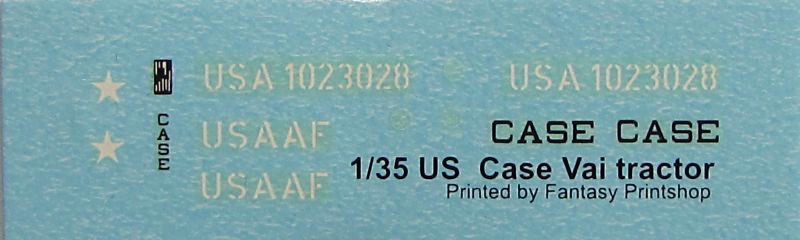 USA 1023028 USA 1023028
CASE
USAAF
CASE CASE
1/35 US Case Vai tractor
USAAF
Printed by Fantasy Printshop